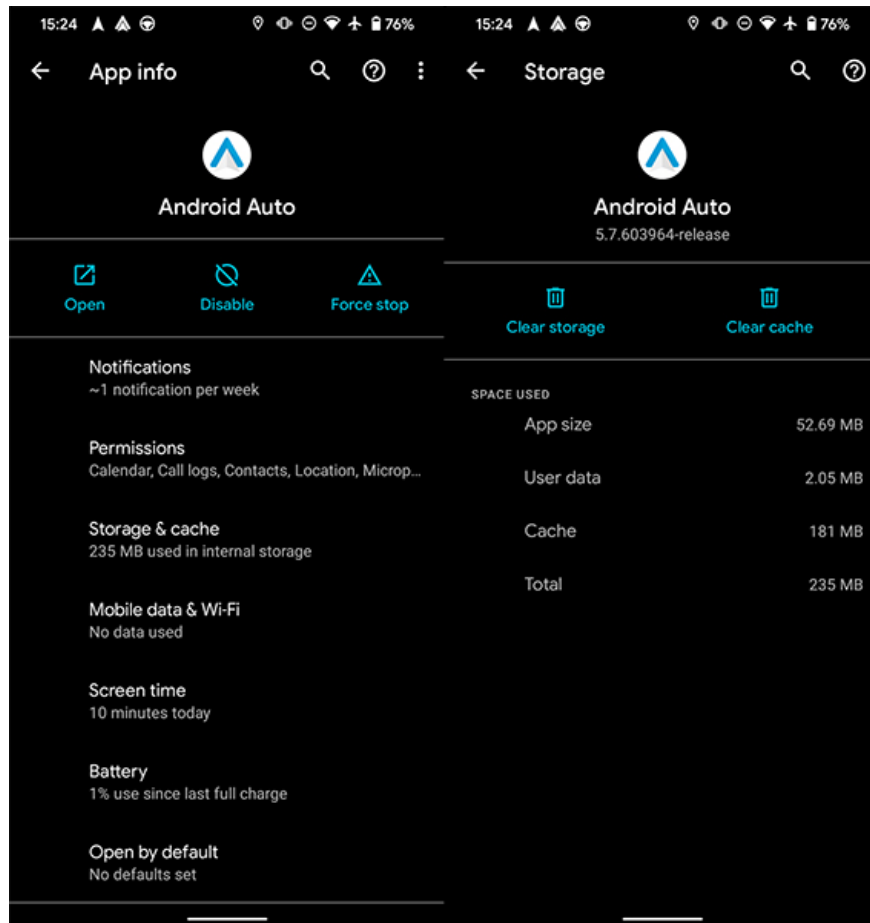 15:24
76%
App info
Android Auto
Open
Disable
Force stop
Notifications
~1 notification per week
Permissions
Calendar, Call logs, Contacts, Location, Microp...
Storage & cache
235 MB used in internal storage
Mobile data & Wi-Fi
No data used
Screen time
10 minutes today
Battery
1% use since last full charge
Open by default
No defaults set
15:24
76%
Storage
Android Auto
5.7.603964-release
Clear storage
Clear cache
SPACE USED
App size 52.69 MB
User data 2.05 MB
Cache 181 MB
Total 235 MB